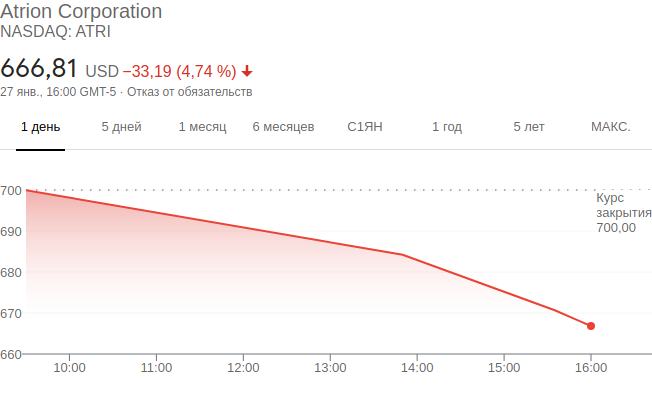 Atrion Corporation
NASDAQ: ATRI
666,81 USD −33,19 (4,74 %)
27 янв., 16:00 GMT-5 · Отказ от обязательств
1 день 5 дней 1 месяц 6 месяцев С1ЯН 1 год 5 лет МАКС.
700
Курс
закрытия
700,00
690
680
670
660
10:00 11:00 12:00 13:00 14:00 15:00 16:00